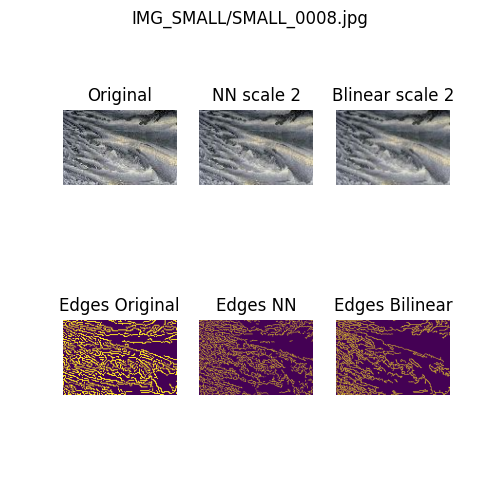 IMG_SMALL/SMALL_0008.jpg
Original
NN scale 2
Blinear scale 2
Edges Original
Edges NN
Edges Bilinear